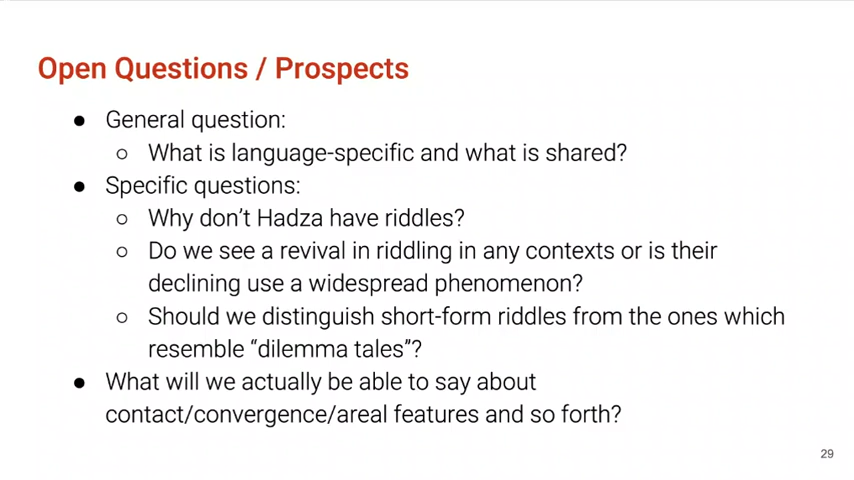 Open Questions / Prospects
● General question:
○ What is language-specific and what is shared?
● Specific questions:
○ Why don’t Hadza have riddles?
○ Do we see a revival in riddling in any contexts or is their
declining use a widespread phenomenon?
○ Should we distinguish short-form riddles from the ones which
resemble “dilemma tales”?
● What will we actually be able to say about
contact/convergence/areal features and so forth?
29